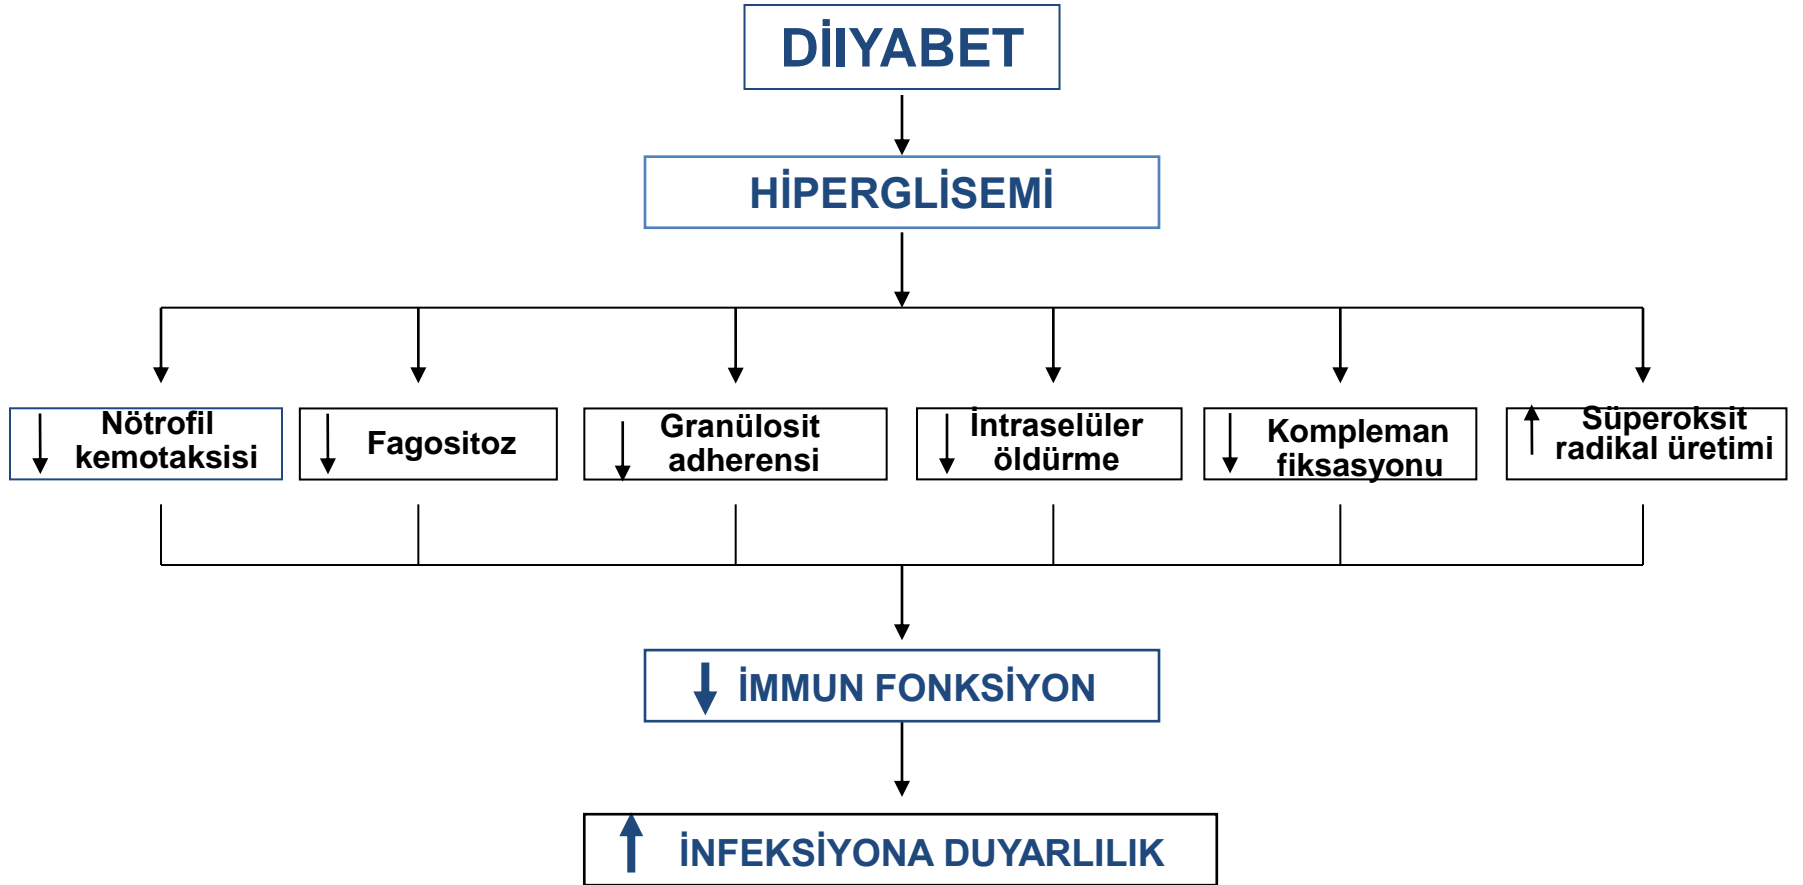 DİIYABET
HİPERGLİSEMİ
Nötrofil
kemotaksisi
Fagositoz
Granülosit
adherensi
İntraselüler
öldürme
Kompleman
fiksasyonu
Süperoksit
radikal üretimi
İMMUN FONKSİYON
İNFEKSİYONA DUYARLILIK